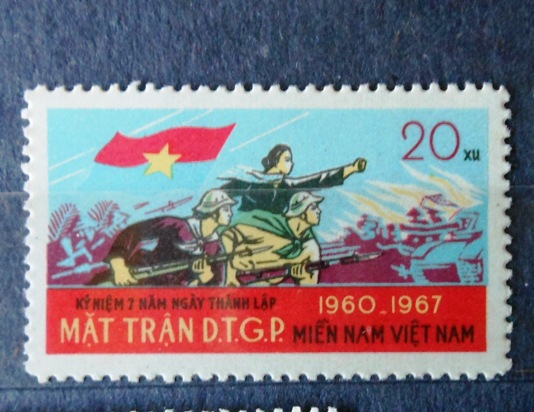 20 xu
KỶ NIỆM 7 NĂM NGÀY THÀNH LẬP 1960-1967
MẶT TRẬN D.T.G.P. MIỀN NAM VIỆT NAM